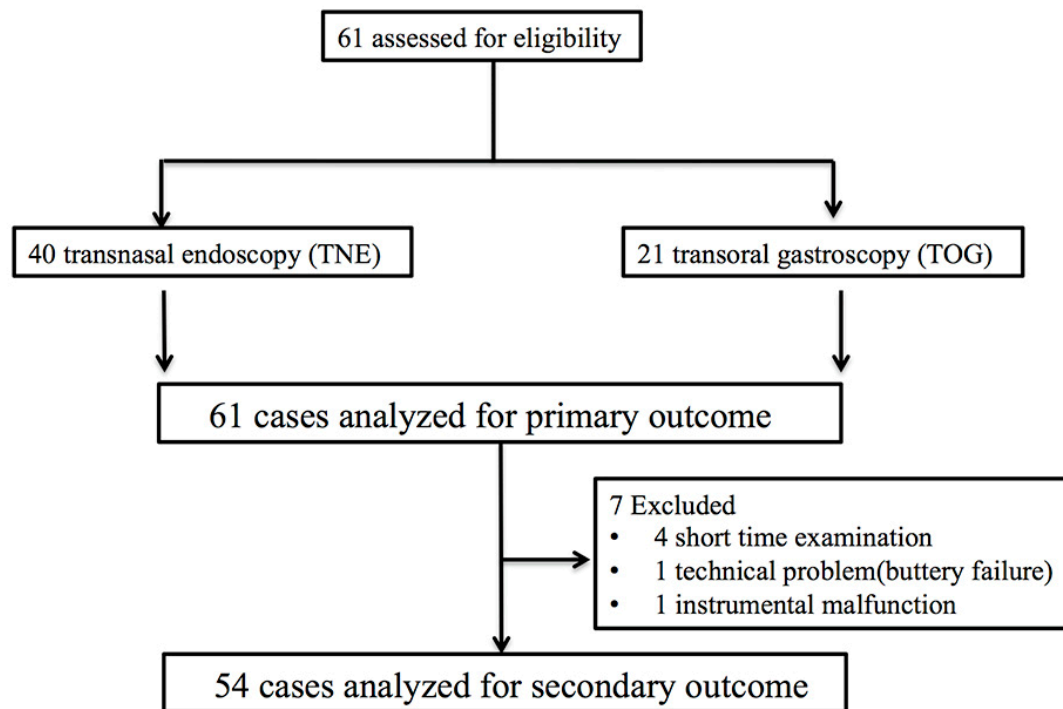 61 assessed for eligibility
40 transnasal endoscopy (TNE)
21 transoral gastroscopy (TOG)
61 cases analyzed for primary outcome
7 Excluded
• 4 short time examination
• 1 technical problem(buttery failure)
• 1 instrumental malfunction
54 cases analyzed for secondary outcome